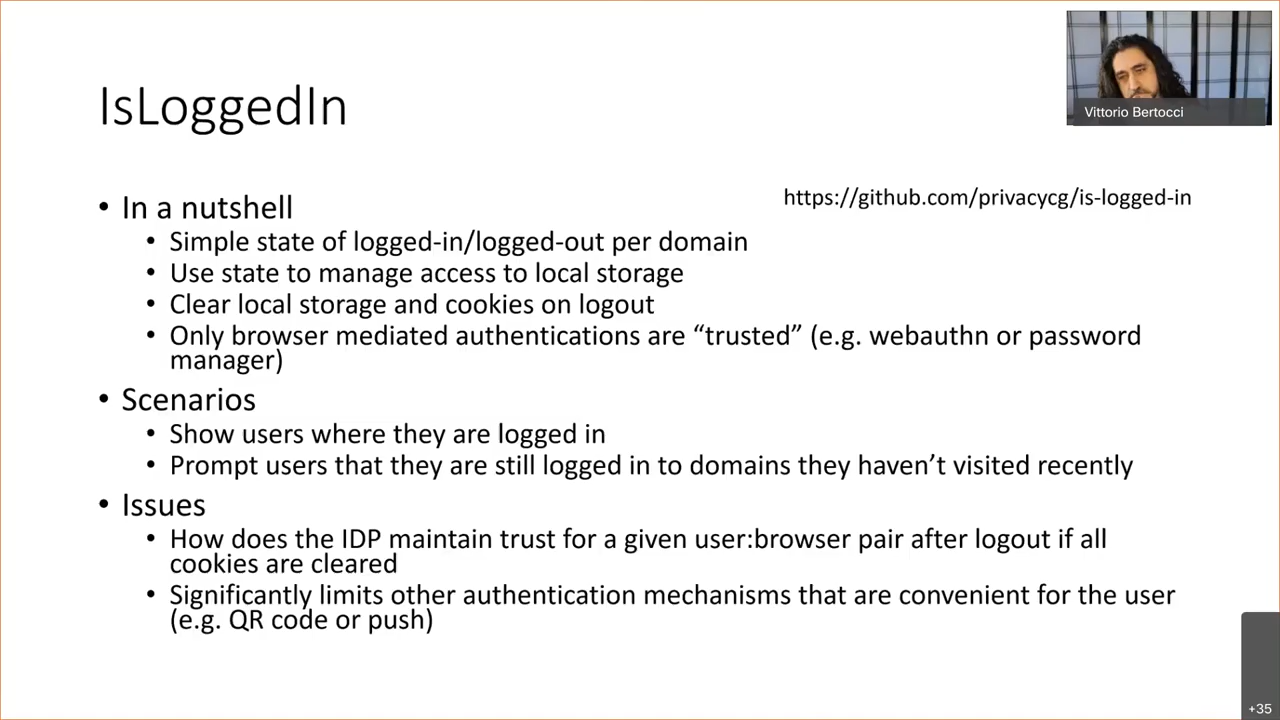 Vittorio Bertocci
IsLoggedIn
https://github.com/privacycg/is-logged-in
• In a nutshell
• Simple state of logged-in/logged-out per domain
• Use state to manage access to local storage
• Clear local storage and cookies on logout
• Only browser mediated authentications are “trusted” (e.g. webauthn or password
manager)
• Scenarios
• Show users where they are logged in
• Prompt users that they are still logged in to domains they haven’t visited recently
• Issues
• How does the IDP maintain trust for a given user:browser pair after logout if all
cookies are cleared
• Significantly limits other authentication mechanisms that are convenient for the user
(e.g. QR code or push)
+35